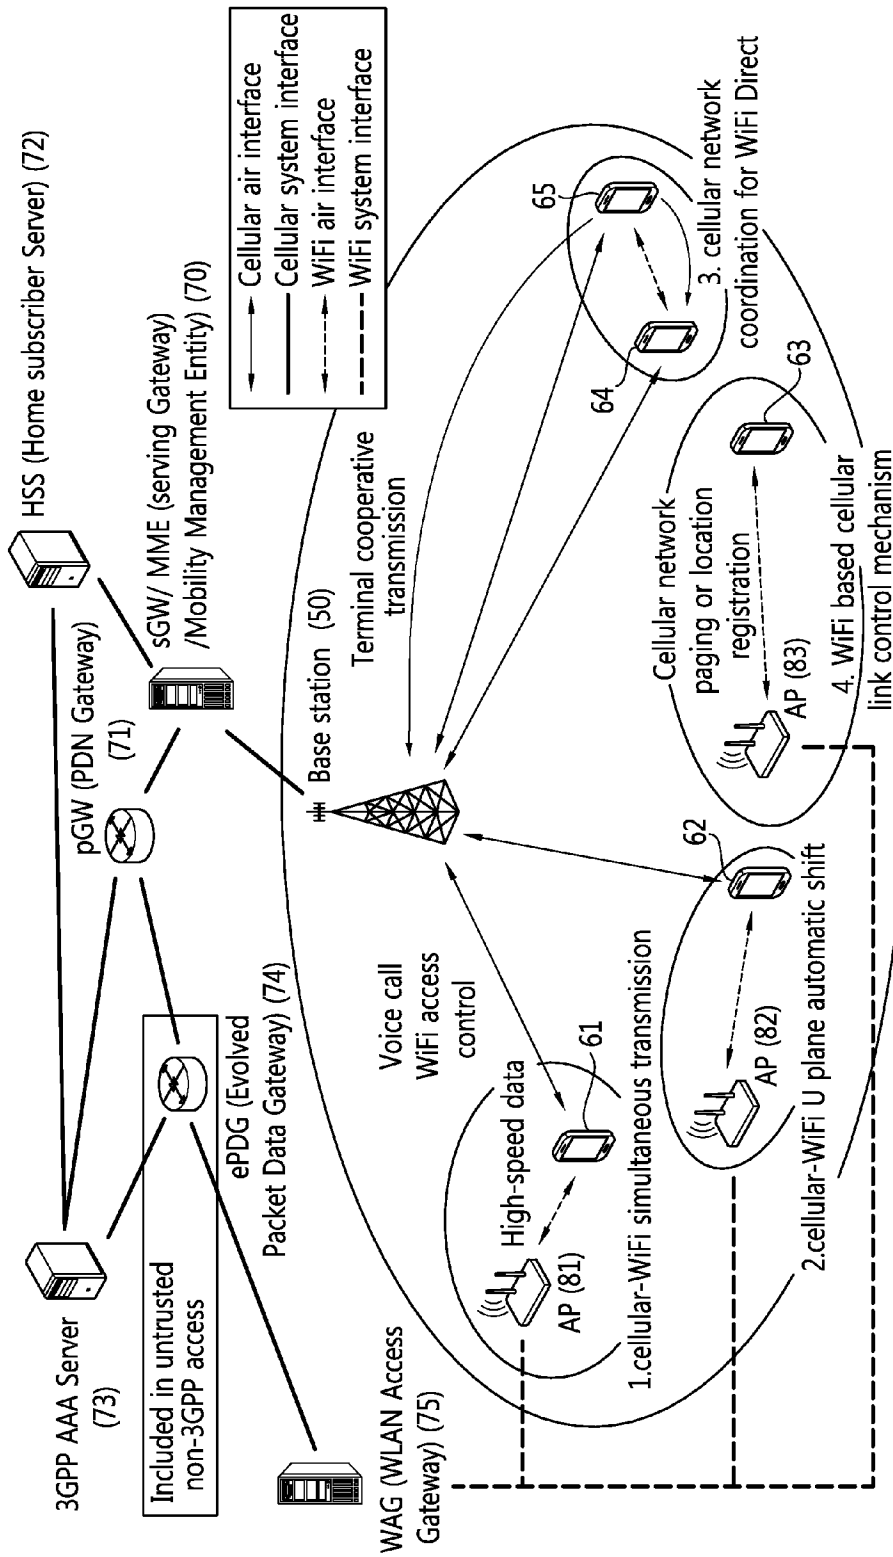 HSS (Home subscriber Server) (72)
sGW/ MME (serving Gateway)
/Mobility Management Entity) (70)
pGW (PDN Gateway)
(71)
3GPP AAA Server
(73)
Included in untrusted
non-3GPP access
ePDG (Evolved
Packet Data Gateway) (74)
WAG (WLAN Access
Gateway) (75)
Cellular air interface
Cellular system interface
WiFi air interface
WiFi system interface
Base station (50)
Terminal cooperative
transmission
Voice call
WiFi access
control
High-speed data
61
AP (81)
1.cellular-WiFi simultaneous transmission
62
AP (82)
2.cellular-WiFi U plane automatic shift
65
64
3. cellular network
coordination for WiFi Direct
Cellular network
paging or location
registration
63
AP (83)
4. WiFi based cellular
link control mechanism